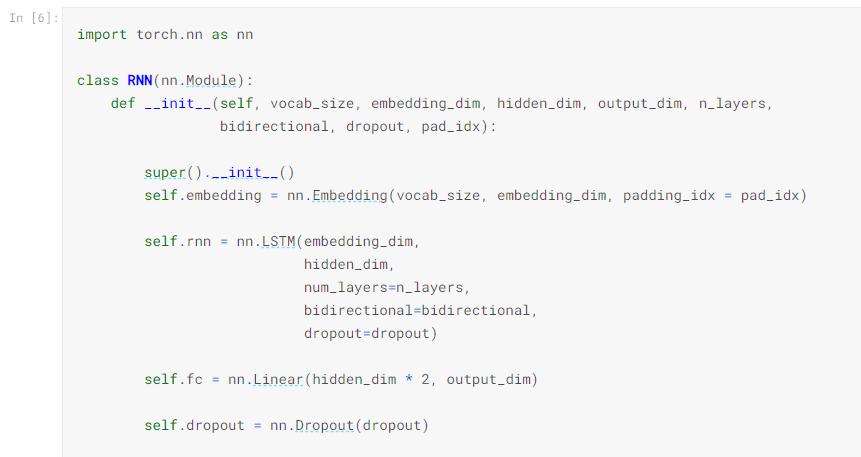 In [6]:
import torch.nn as nn
class RNN(nn.Module):
    def __init__(self, vocab_size, embedding_dim, hidden_dim, output_dim, n_layers,
                 bidirectional, dropout, pad_idx):
        super().__init__()
        self.embedding = nn.Embedding(vocab_size, embedding_dim, padding_idx = pad_idx)
        self.rnn = nn.LSTM(embedding_dim,
                           hidden_dim,
                           num_layers=n_layers,
                           bidirectional=bidirectional,
                           dropout=dropout)
        self.fc = nn.Linear(hidden_dim * 2, output_dim)
        self.dropout = nn.Dropout(dropout)